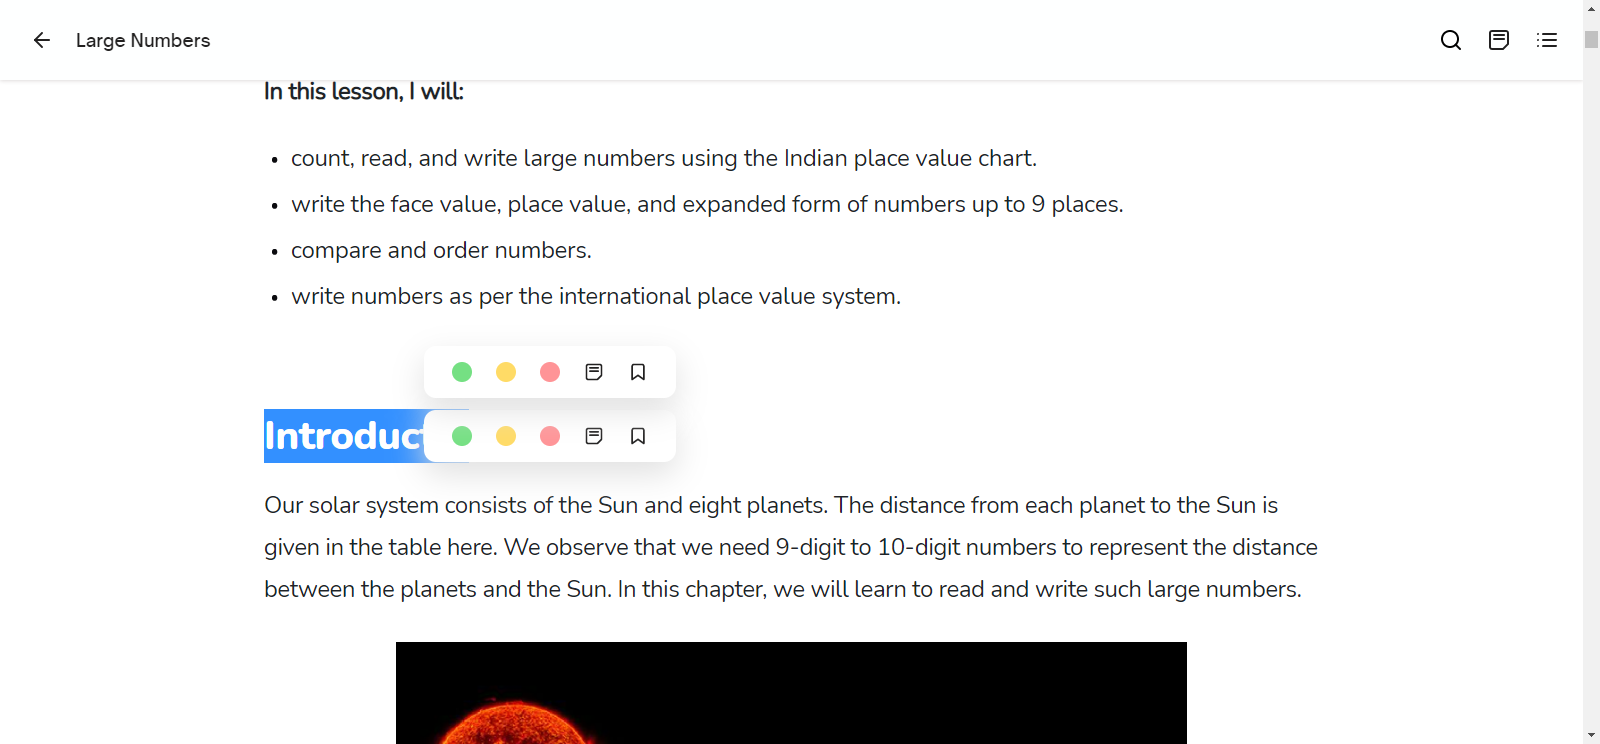 Large Numbers
In this lesson, I will:
count, read, and write large numbers using the Indian place value chart.
write the face value, place value, and expanded form of numbers up to 9 places.
compare and order numbers.
write numbers as per the international place value system.
Our solar system consists of the Sun and eight planets. The distance from each planet to the Sun is
given in the table here. We observe that we need 9-digit to 10-digit numbers to represent the distance
between the planets and the Sun. In this chapter, we will learn to read and write such large numbers.